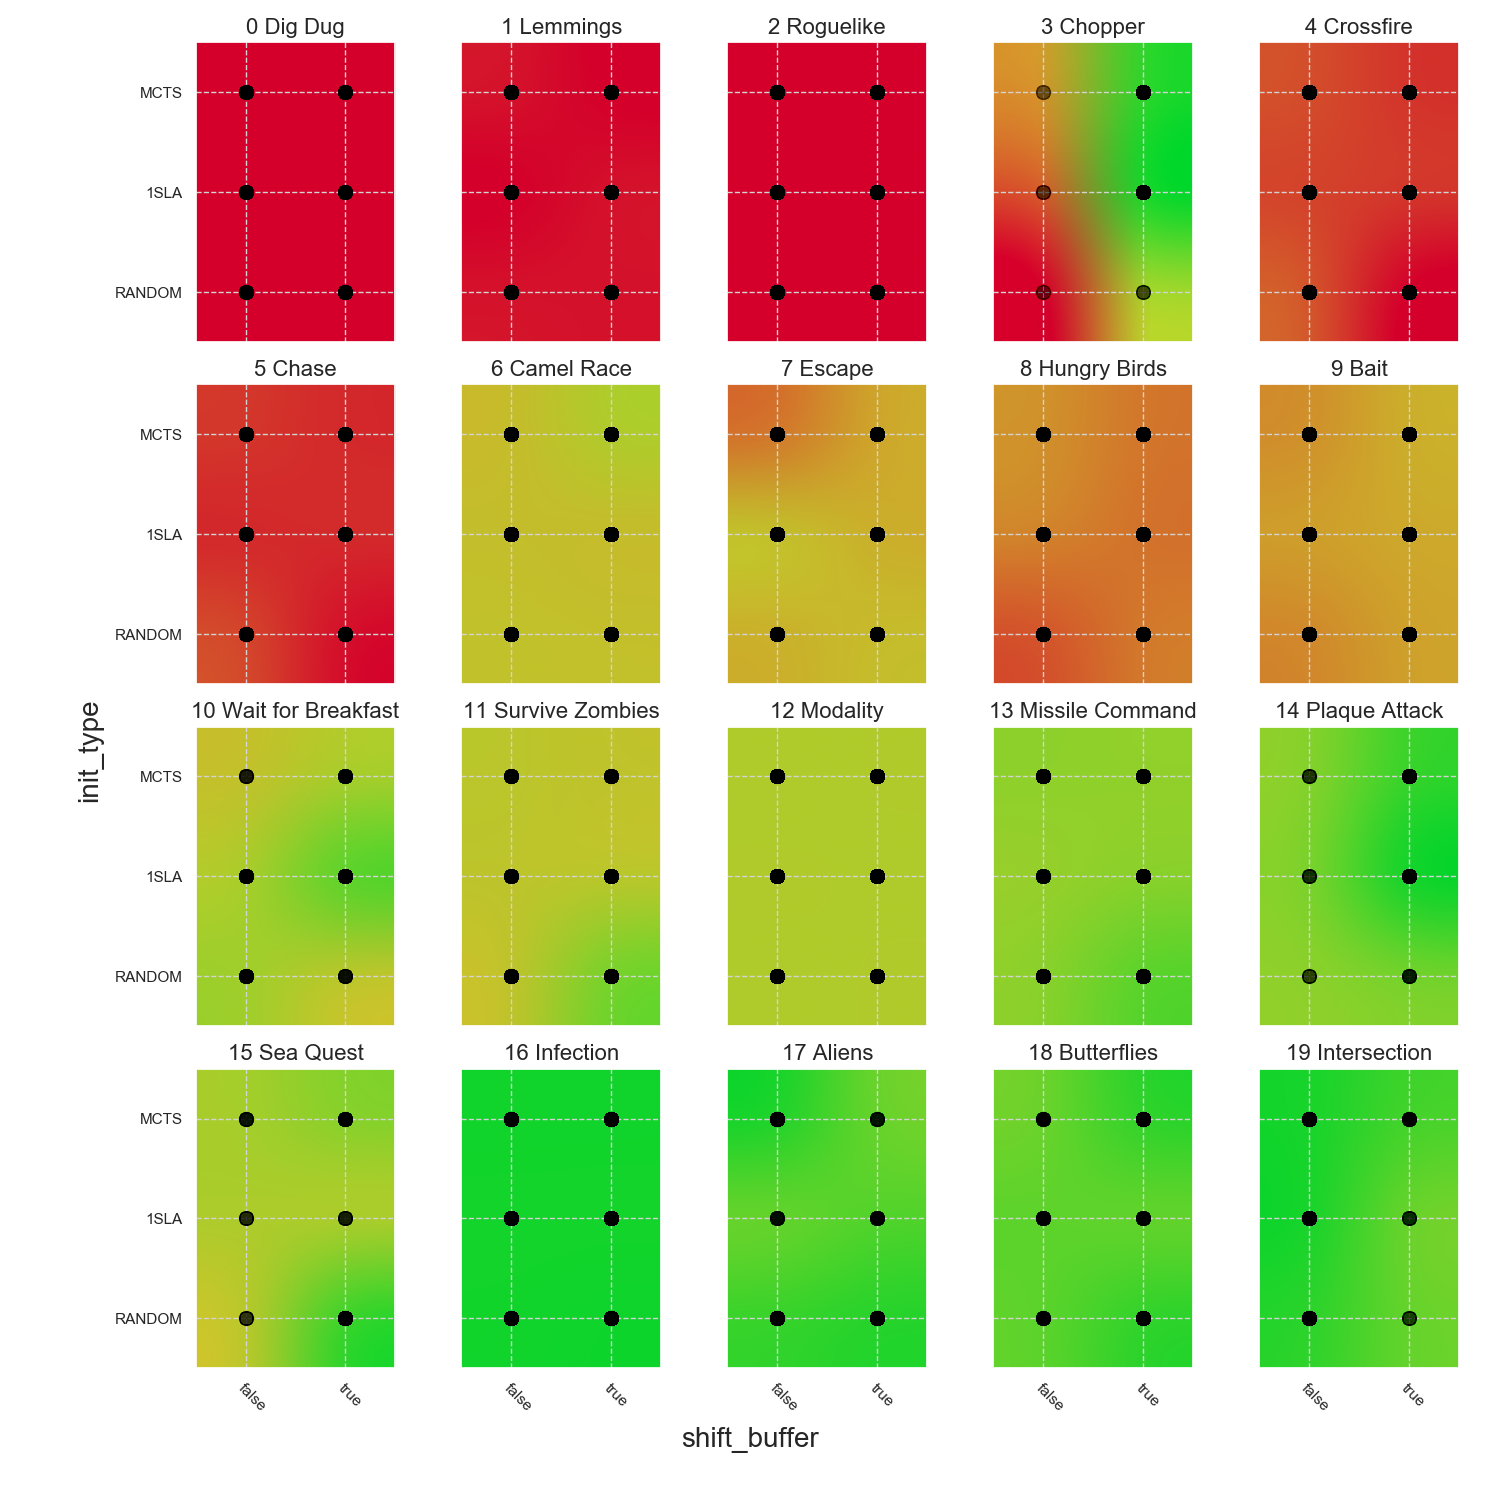 0 Dig Dug
1 Lemmings
2 Roguelike
3 Chopper
4 Crossfire
MCTS
1SLA
RANDOM
5 Chase
6 Camel Race
7 Escape
8 Hungry Birds
9 Bait
MCTS
1SLA
RANDOM
init_type
10 Wait for Breakfast
11 Survive Zombies
12 Modality
13 Missile Command
14 Plaque Attack
MCTS
1SLA
RANDOM
15 Sea Quest
16 Infection
17 Aliens
18 Butterflies
19 Intersection
MCTS
1SLA
RANDOM
false
true
false
true
false
true
false
true
false
true
shift_buffer